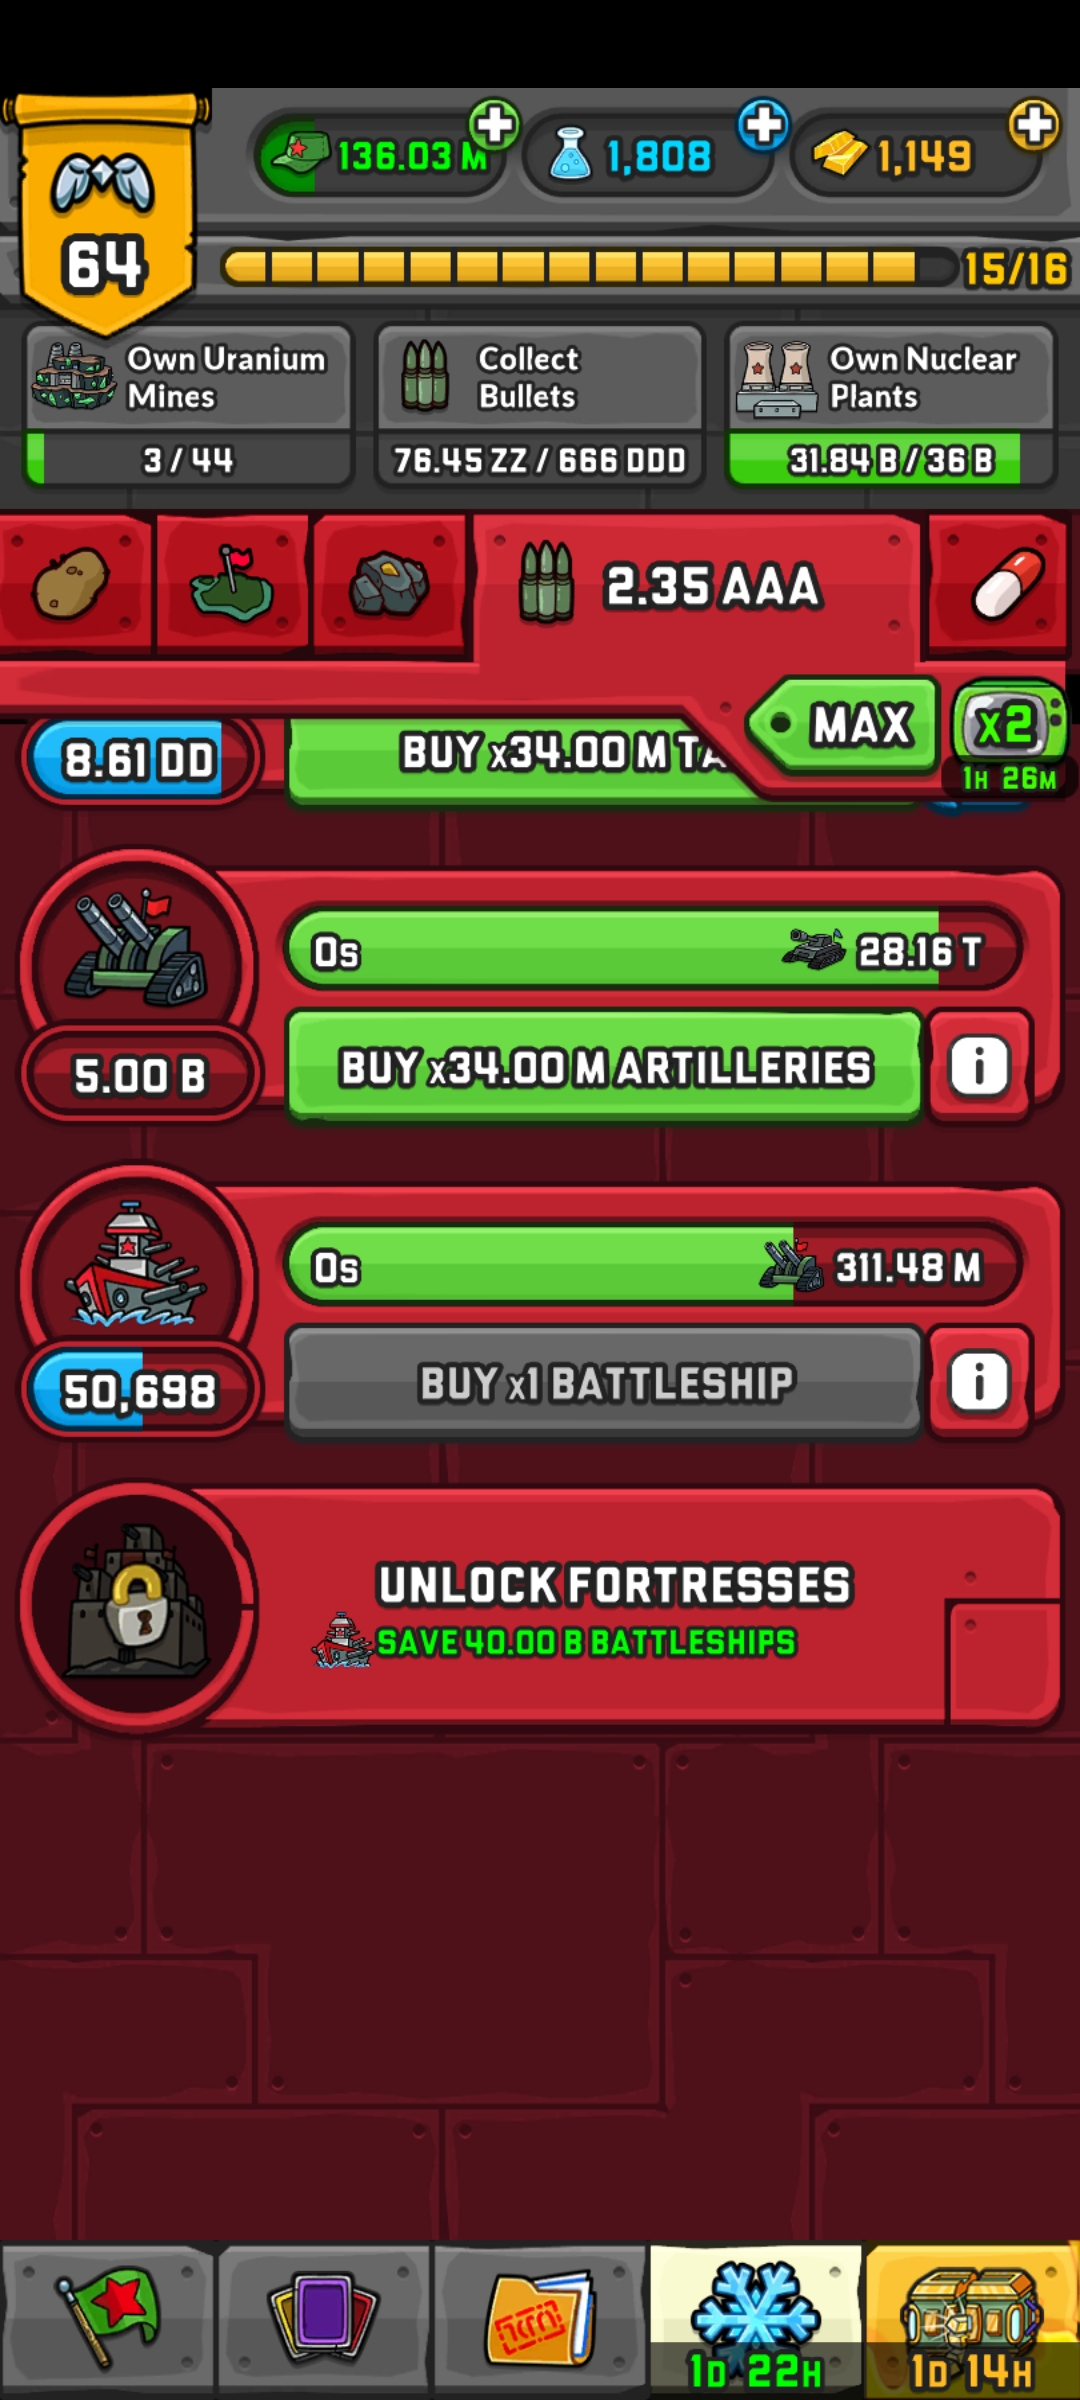 136.03 M
1,808
1,149
64
15/16
Own Uranium
Mines
3 / 44
Collect
Bullets
76.45 ZZ / 666 DDD
Own Nuclear
Plants
31.84 B / 36 B
2.35 AAA
MAX
x2
1H 26M
8.61 DD
BUY x34.00 M TA
0s
28.16 T
5.00 B
BUY x34.00 M ARTILLERIES
i
0s
311.48 M
50,698
BUY x1 BATTLESHIP
i
UNLOCK FORTRESSES
SAVE 40.00 B BATTLESHIPS
1D 22H
1D 14H